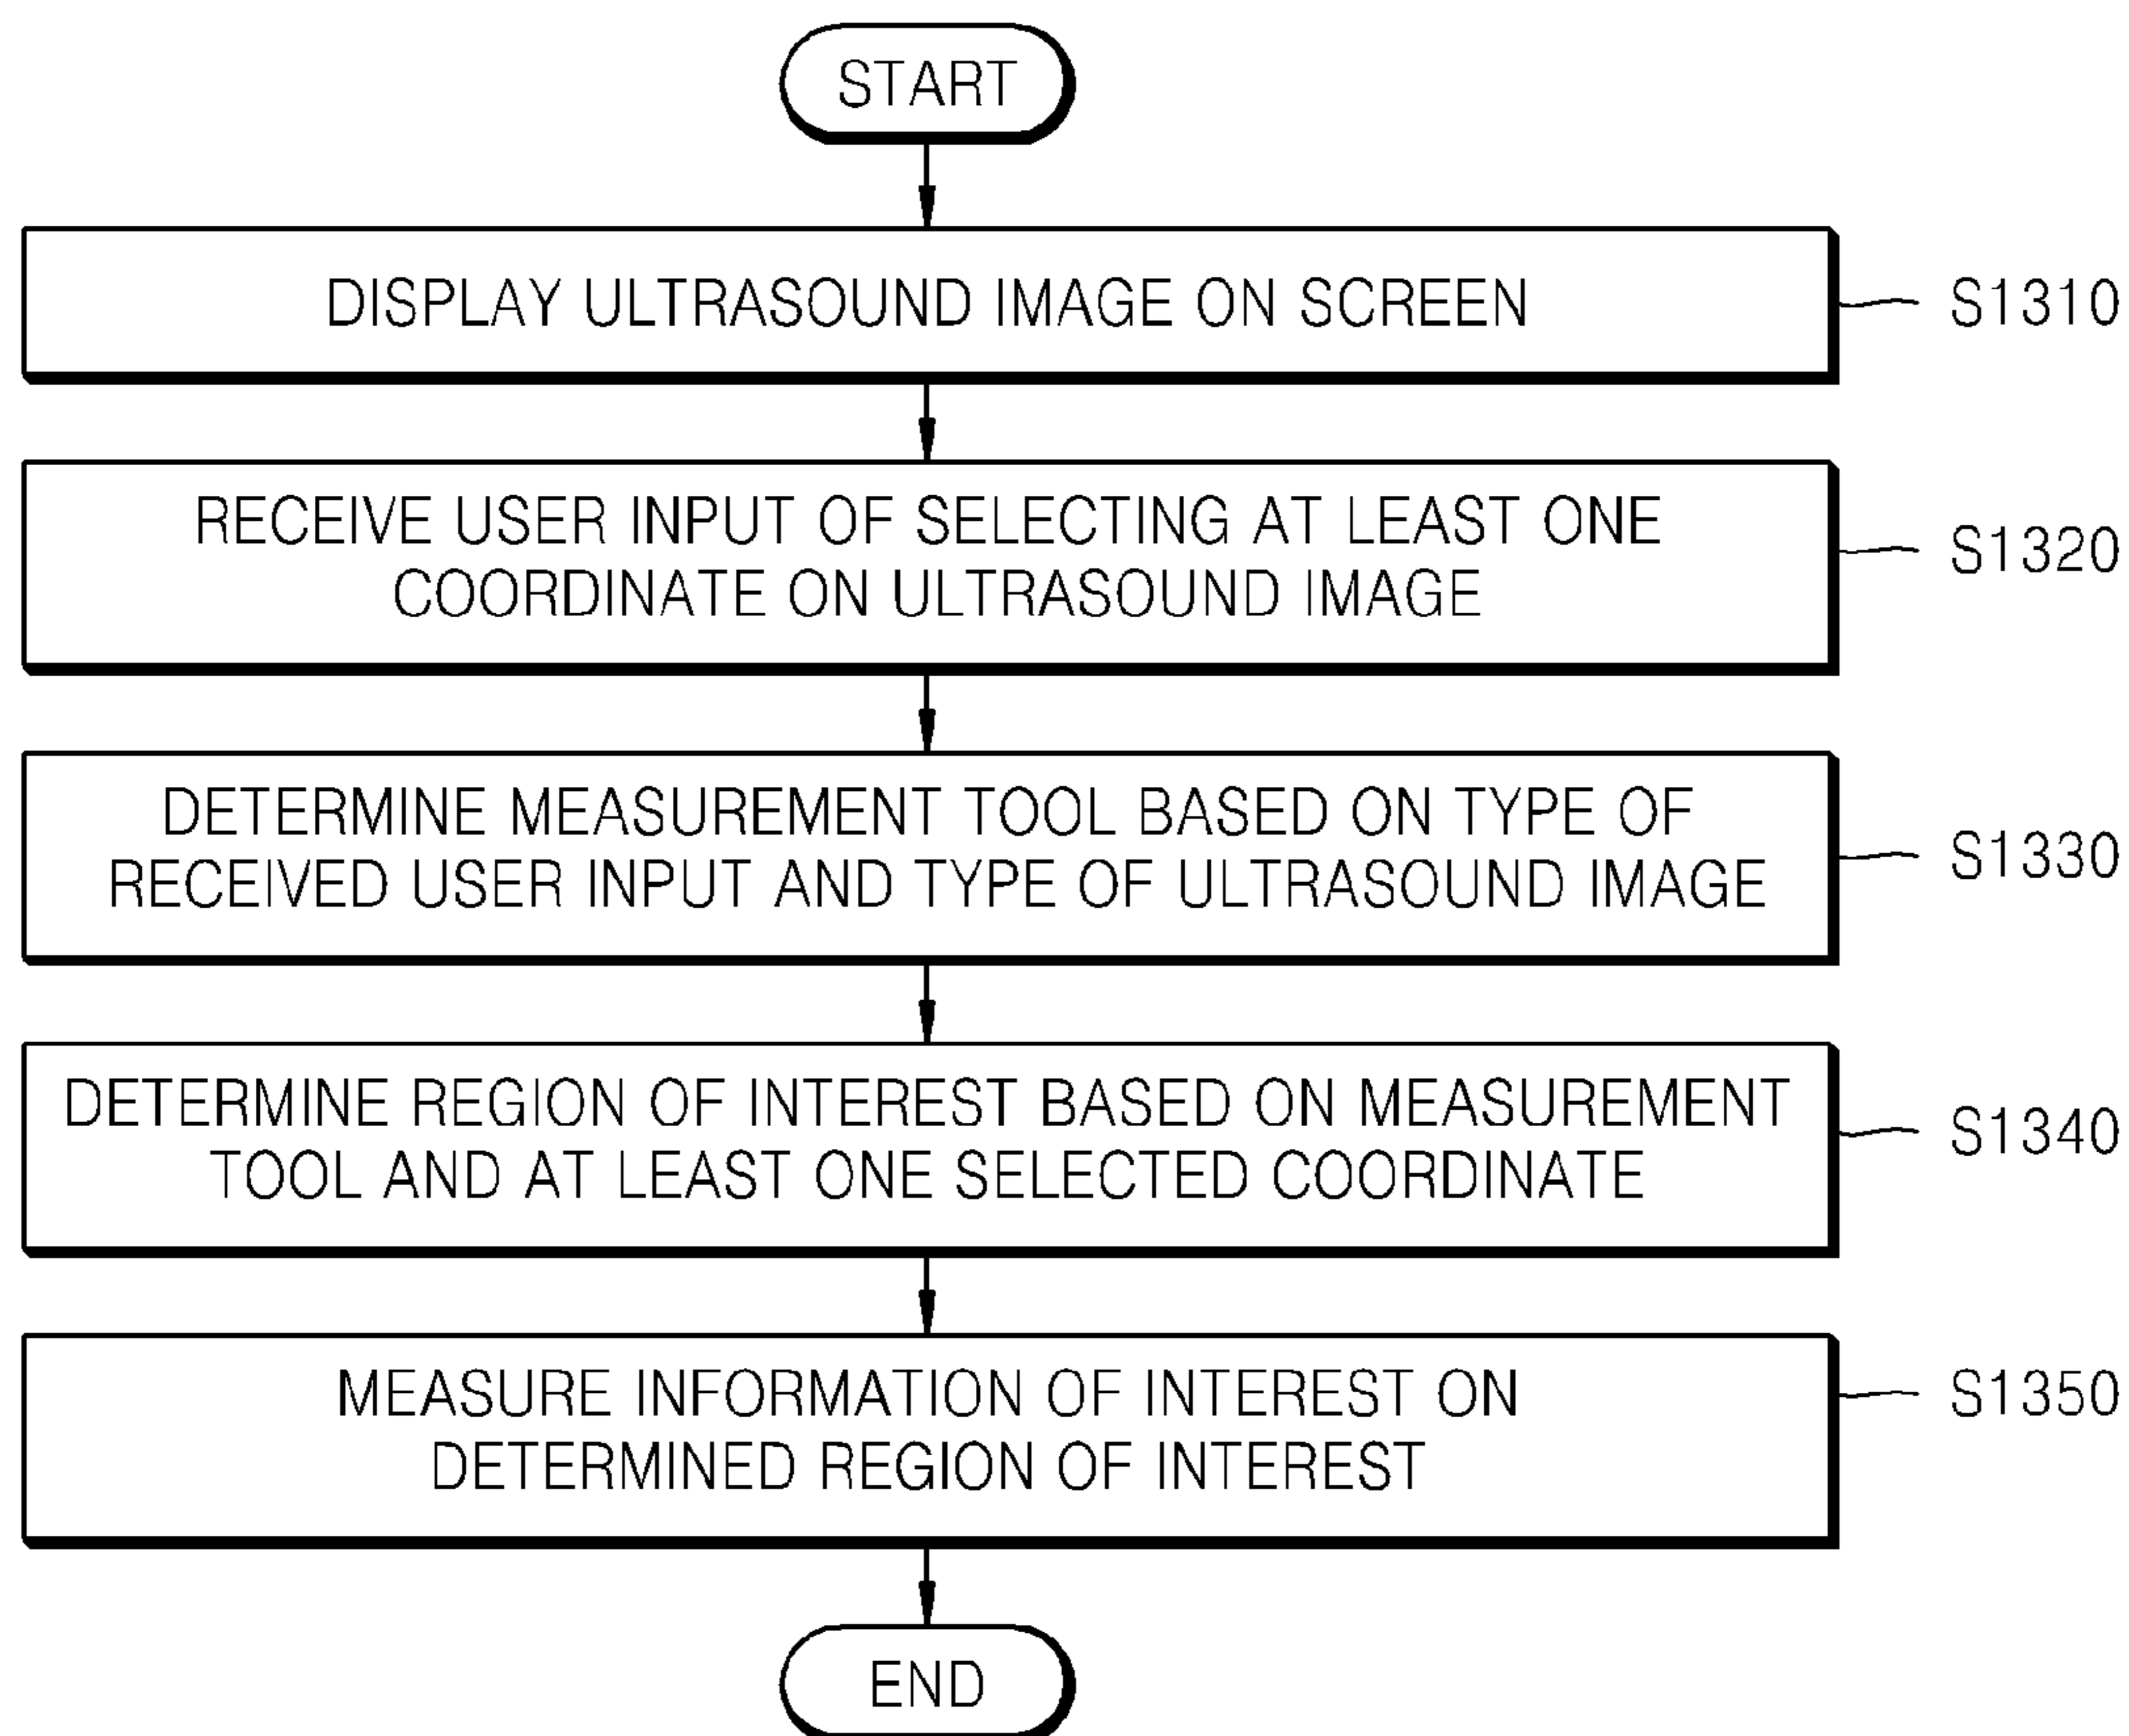 START
DISPLAY ULTRASOUND IMAGE ON SCREEN
S1310
RECEIVE USER INPUT OF SELECTING AT LEAST ONE
COORDINATE ON ULTRASOUND IMAGE
S1320
DETERMINE MEASUREMENT TOOL BASED ON TYPE OF
RECEIVED USER INPUT AND TYPE OF ULTRASOUND IMAGE
S1330
DETERMINE REGION OF INTEREST BASED ON MEASUREMENT
TOOL AND AT LEAST ONE SELECTED COORDINATE
S1340
MEASURE INFORMATION OF INTEREST ON
DETERMINED REGION OF INTEREST
S1350
END